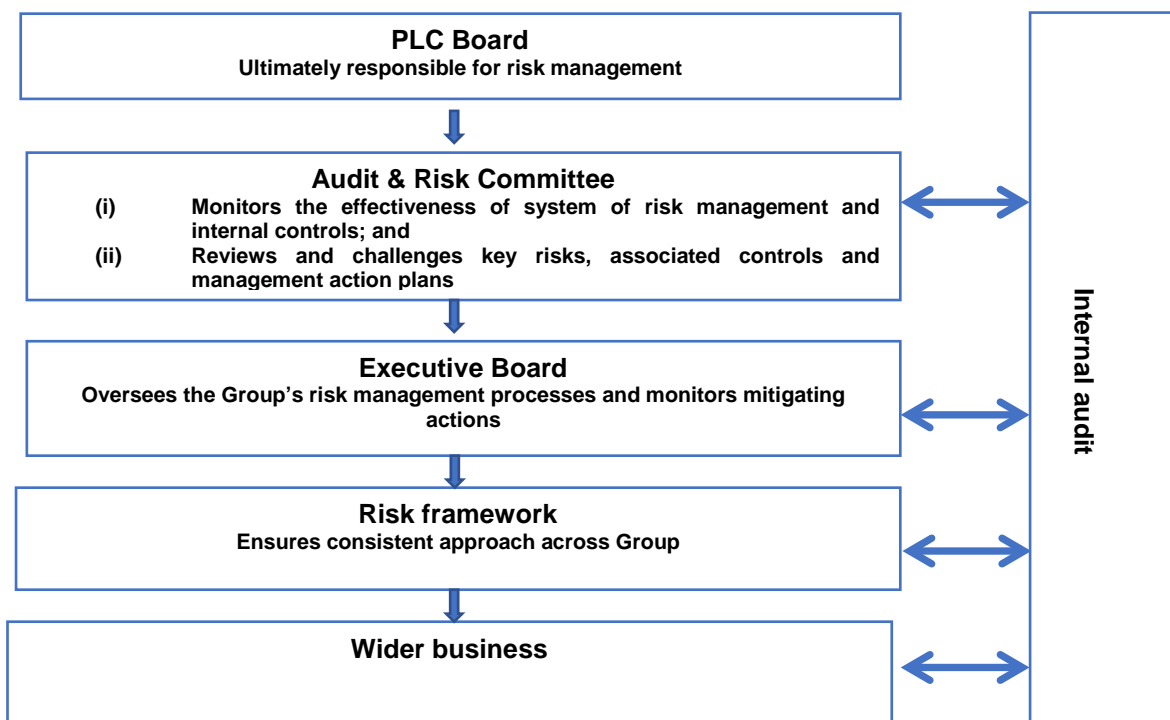 PLC Board
Ultimately responsible for risk management
Audit & Risk Committee
(i) Monitors the effectiveness of system of risk management and
internal controls; and
(ii) Reviews and challenges key risks, associated controls and
management action plans
Executive Board
Oversees the Group’s risk management processes and monitors mitigating
actions
Risk framework
Ensures consistent approach across Group
Wider business
Internal audit